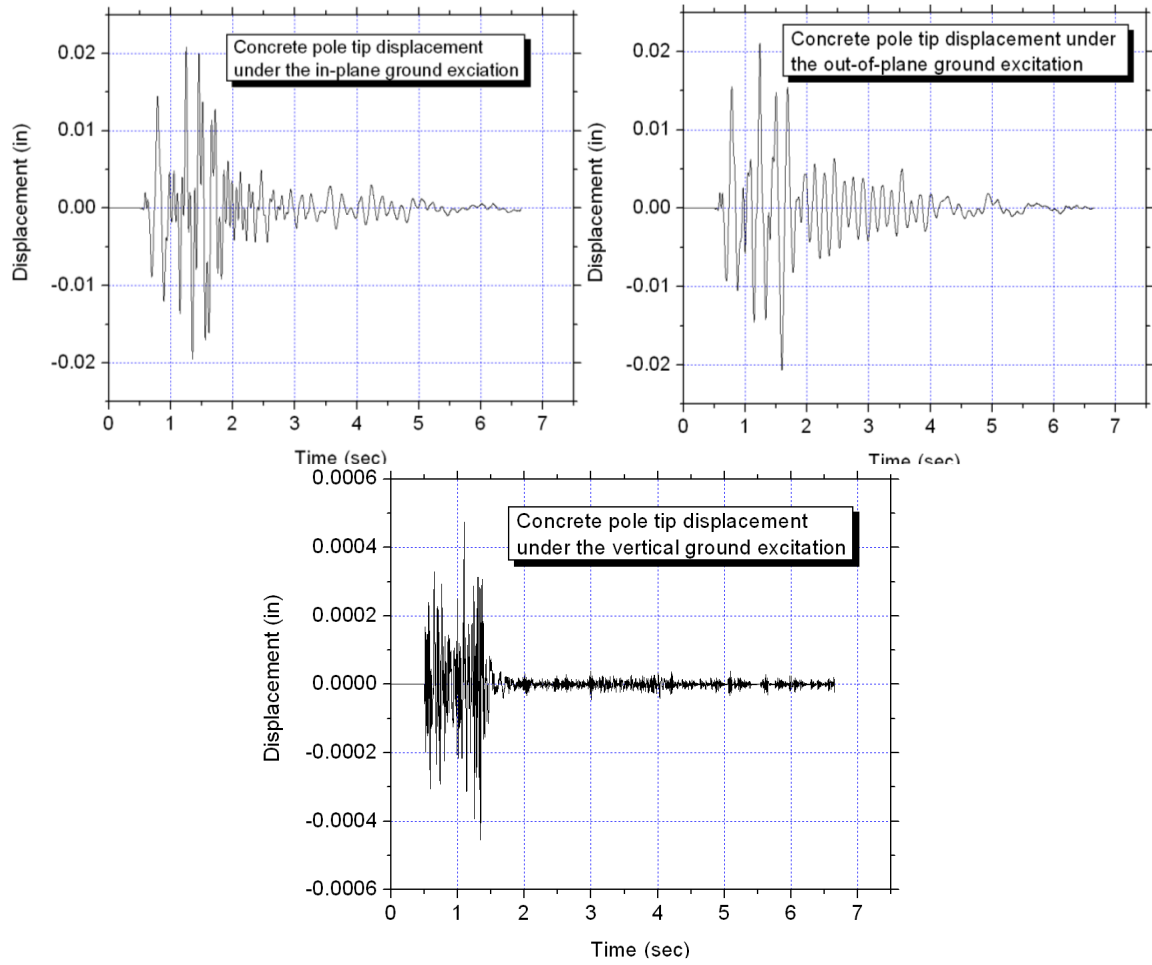 Concrete pole tip displacement
under the in-plane ground exciation
0.02
0.01
0.00
-0.01
-0.02
Displacement (in)
0 1 2 3 4 5 6 7
Time (sec)
Concrete pole tip displacement under
the out-of-plane ground excitation
0.02
0.01
0.00
-0.01
-0.02
Displacement (in)
0 1 2 3 4 5 6 7
Time (sec)
Concrete pole tip displacement
under the vertical ground excitation
0.0006
0.0004
0.0002
0.0000
-0.0002
-0.0004
-0.0006
Displacement (in)
0 1 2 3 4 5 6 7
Time (sec)